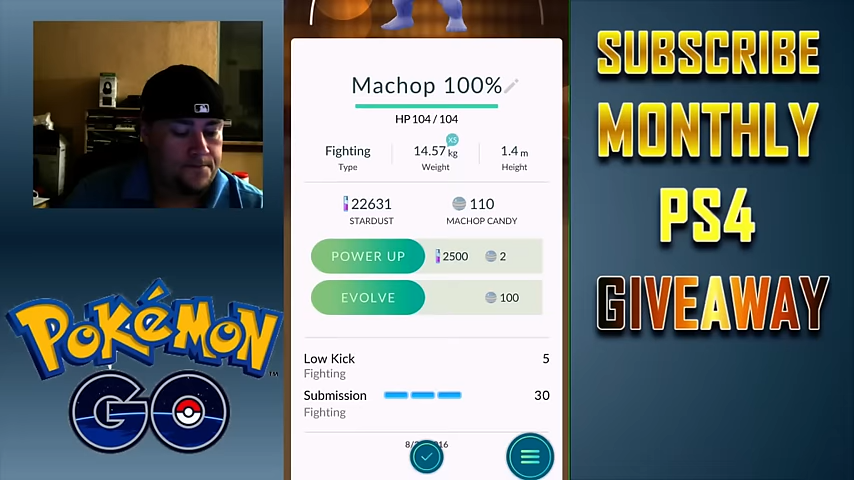 Machop 100%
HP 104 / 104
XS
Fighting
14.57 kg
1.4 m
Type
Weight
Height
22631
110
STARDUST
MACHOP CANDY
POWER UP
2500
2
EVOLVE
100
Low Kick
5
Fighting
Submission
30
Fighting
POKéMON
TM
GO
SUBSCRIBE
MONTHLY
PS4
GIVEAWAY